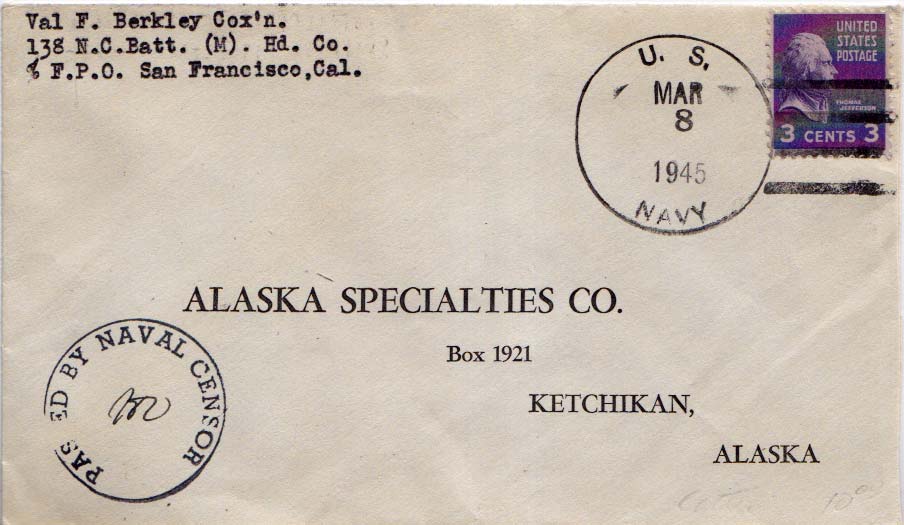 Val F. Berkley Cox'n.
138 N.C.Batt. (M). Hd. Co.
% F.P.O. San Francisco,Cal.
U. S.
MAR
8
1945
NAVY
UNITED
STATES
POSTAGE
THOMAS
JEFFERSON
3 CENTS 3
ALASKA SPECIALTIES CO.
Box 1921
KETCHIKAN,
ALASKA
PASSED BY NAVAL CENSOR